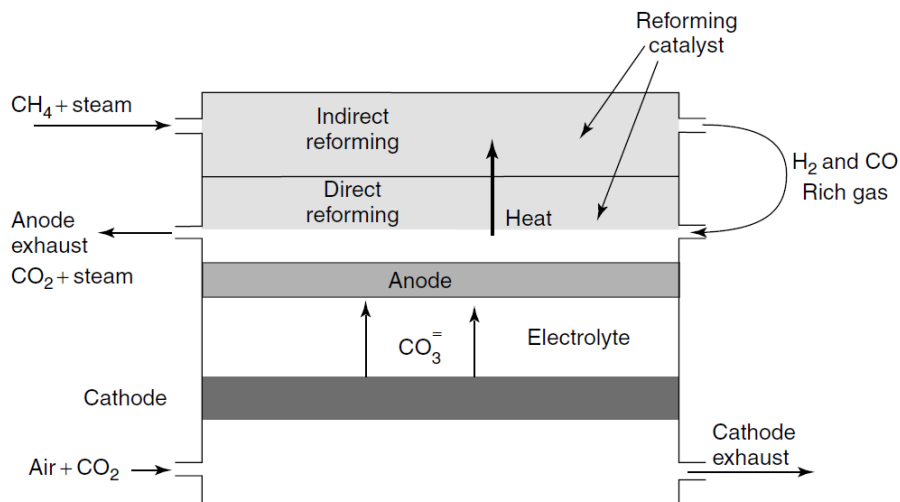 Reforming
catalyst
CH₄ + steam
Indirect
reforming
H₂ and CO
Rich gas
Direct
reforming
Heat
Anode
exhaust
CO₂ + steam
Anode
CO₃⁼
Electrolyte
Cathode
Cathode
exhaust
Air + CO₂